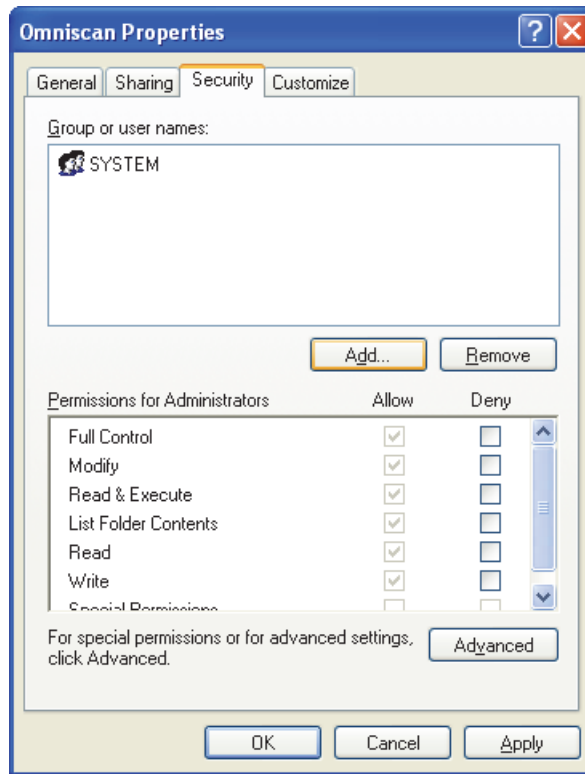 Omniscan Properties
General Sharing Security Customize
Group or user names:
SYSTEM
Add... Remove
Permissions for Administrators Allow Deny
Full Control
Modify
Read & Execute
List Folder Contents
Read
Write
Special Permissions
For special permissions or for advanced settings, Advanced
click Advanced.
OK Cancel Apply